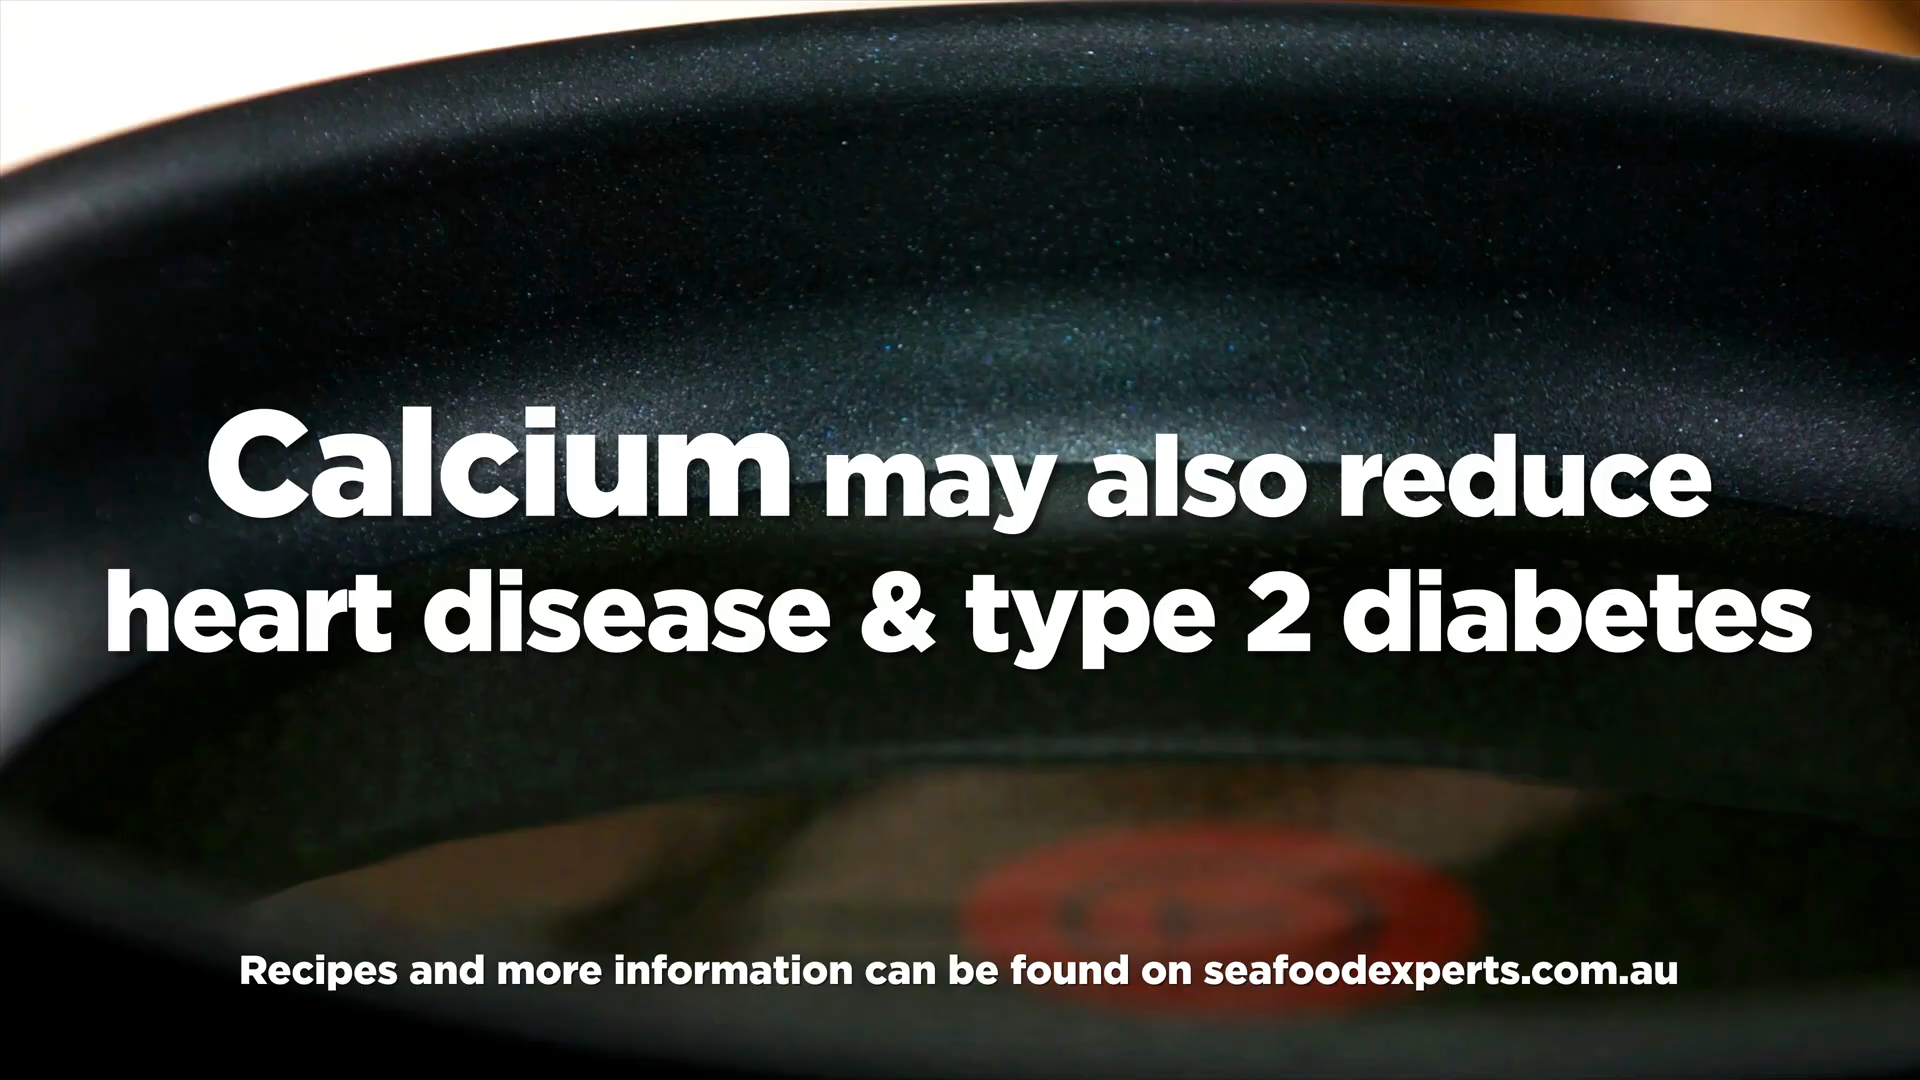 Calcium may also reduce
heart disease & type 2 diabetes
Recipes and more information can be found on seafoodexperts.com.au